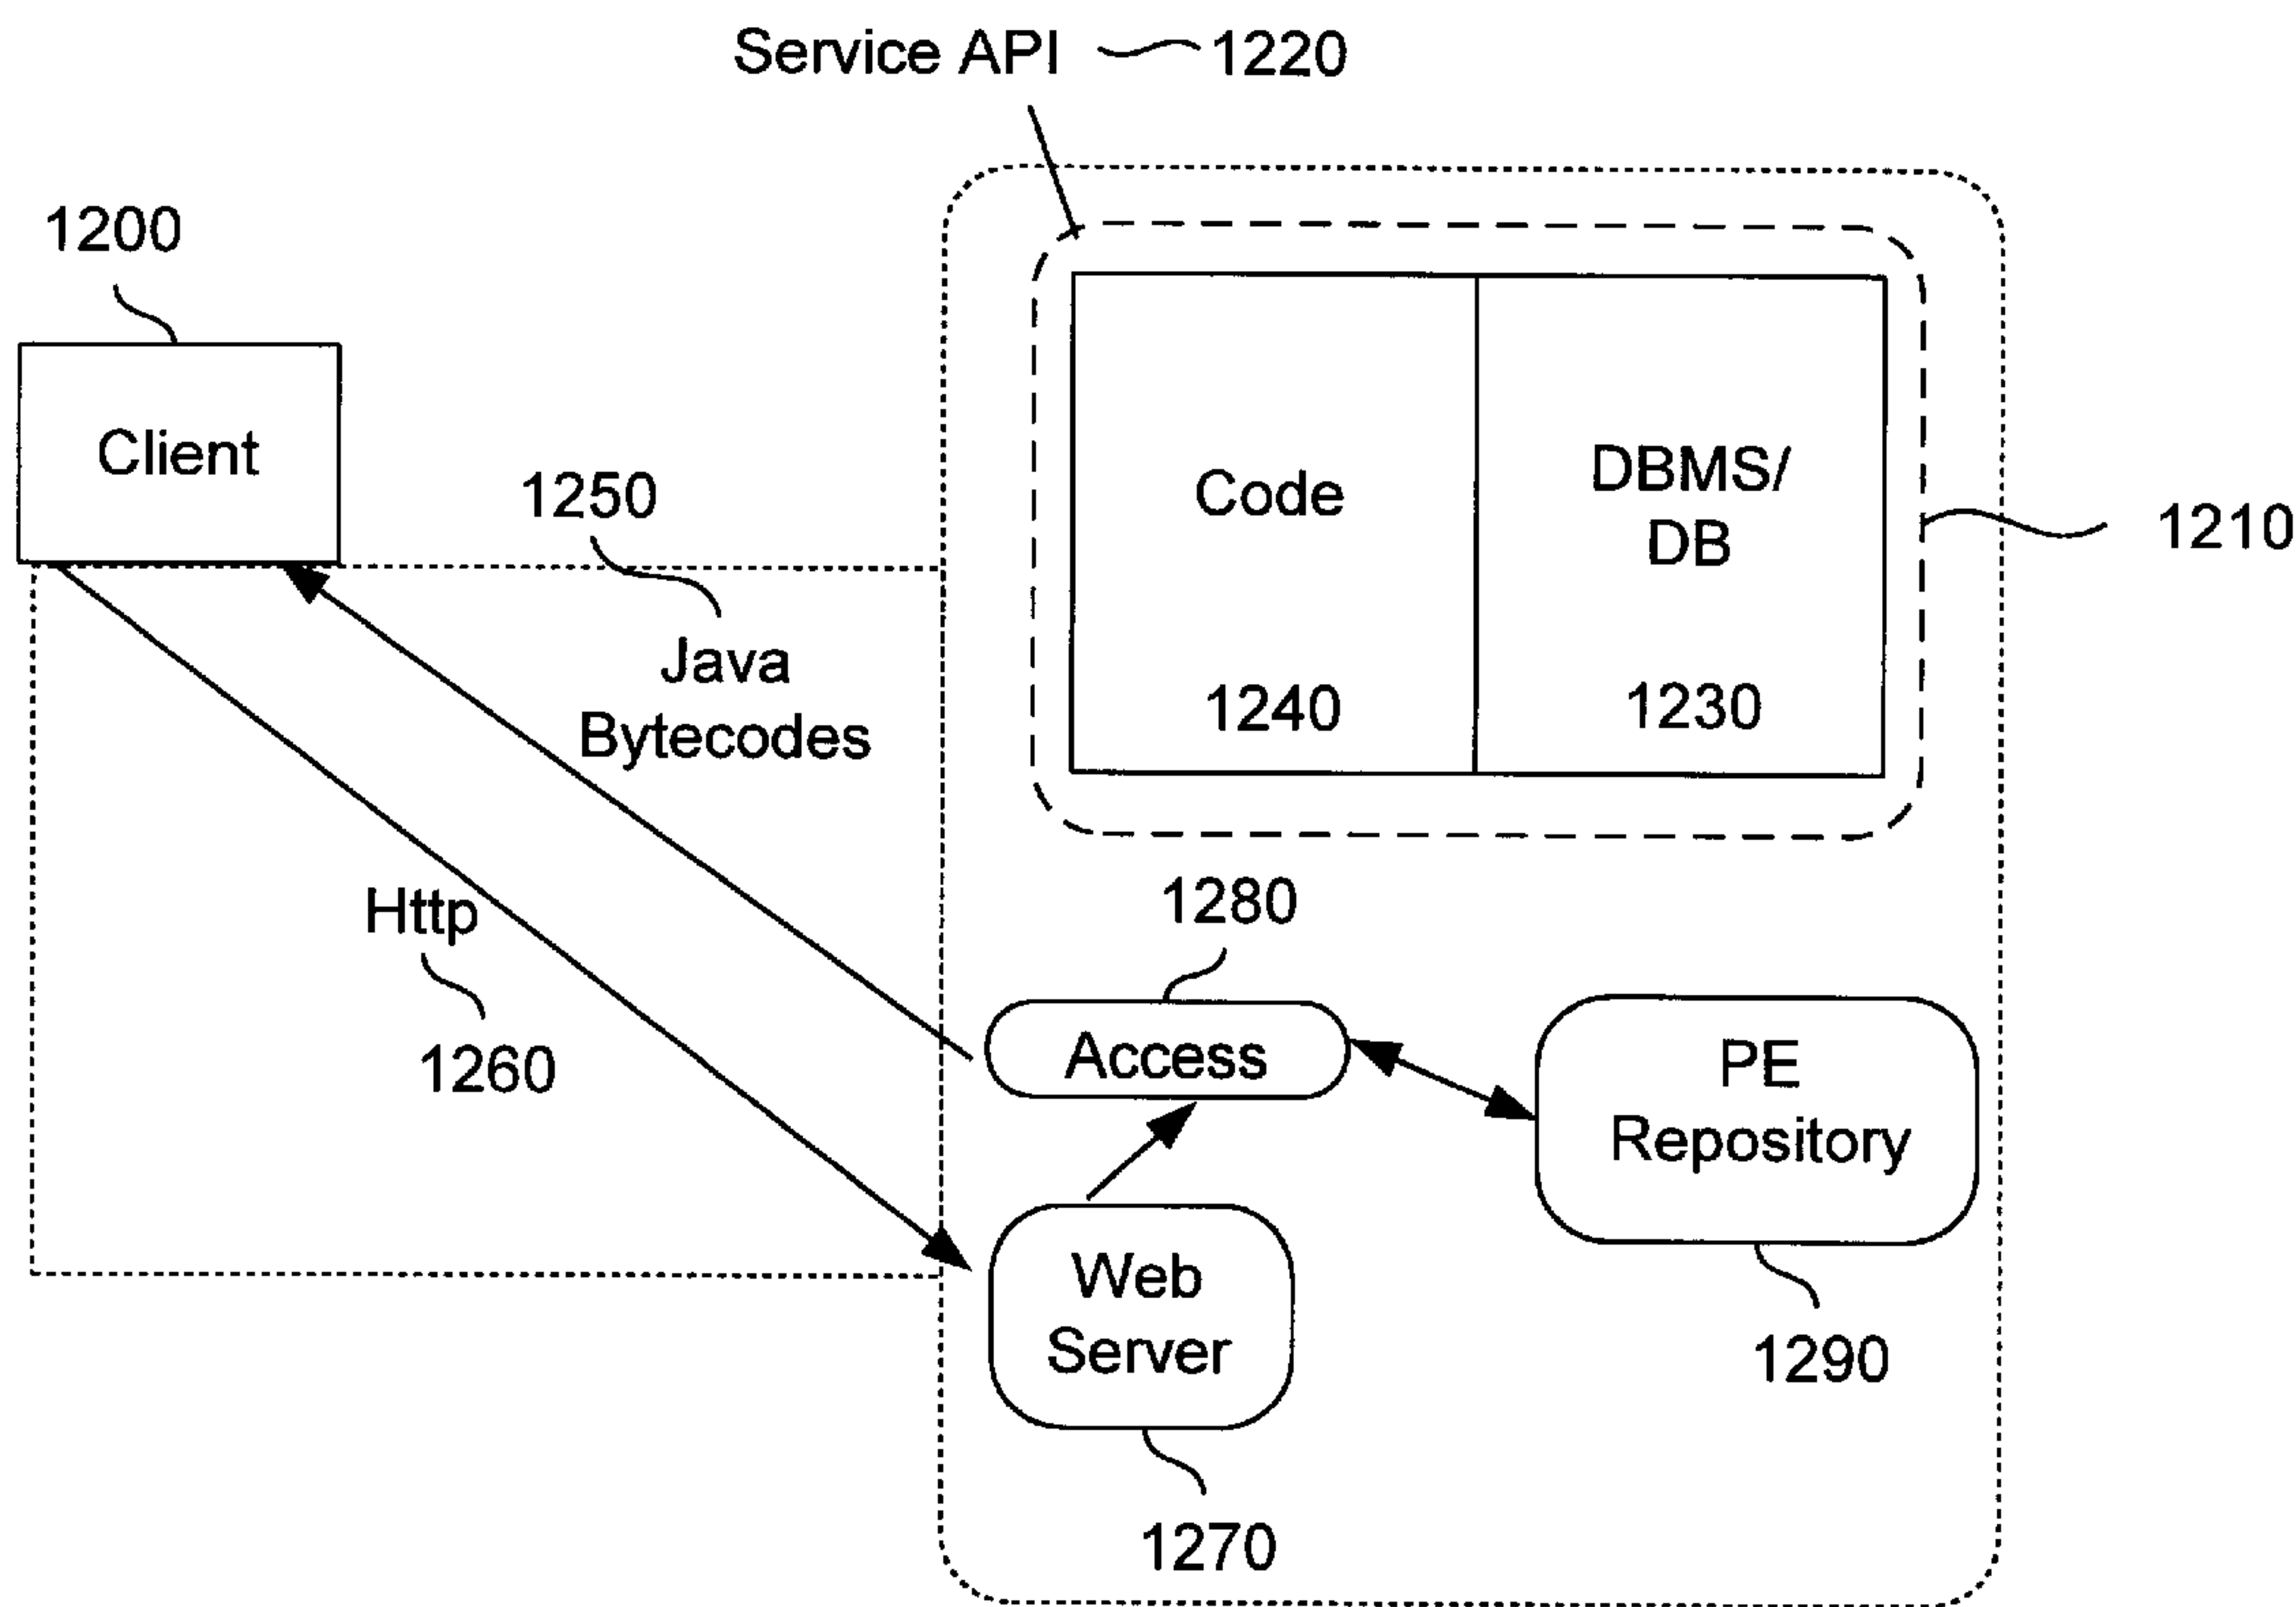 Service API 1220
1200
Client
1250
Java
Bytecodes
Code
1240
DBMS/
DB
1230
1210
Http
1260
1280
Access
PE
Repository
1290
Web
Server
1270